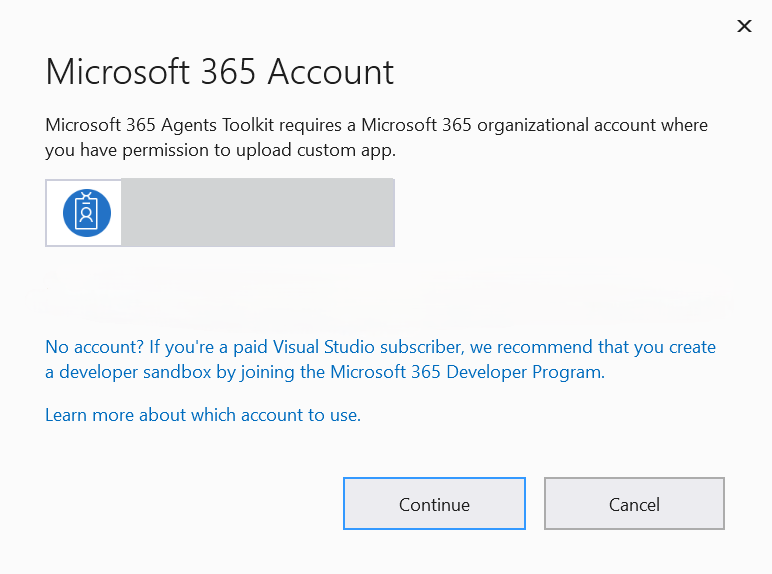 Microsoft 365 Account
Microsoft 365 Agents Toolkit requires a Microsoft 365 organizational account where
you have permission to upload custom app.
No account? If you're a paid Visual Studio subscriber, we recommend that you create
a developer sandbox by joining the Microsoft 365 Developer Program.
Learn more about which account to use.
Continue
Cancel